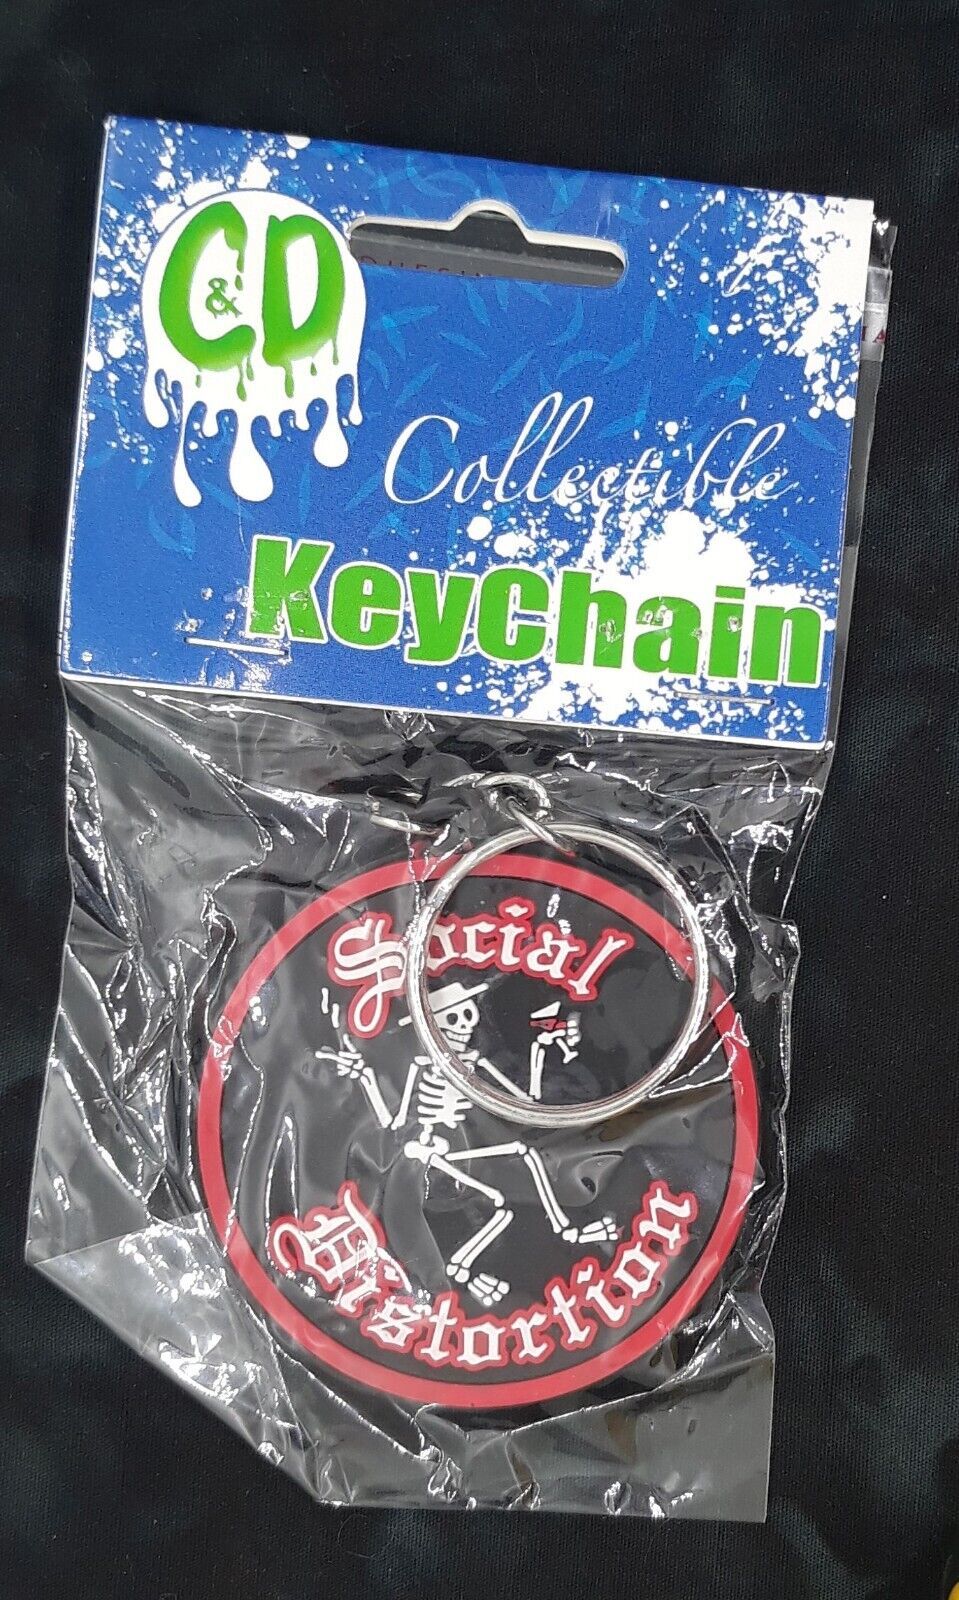 C&D
Collectible
KeyChain
Social
Distortion